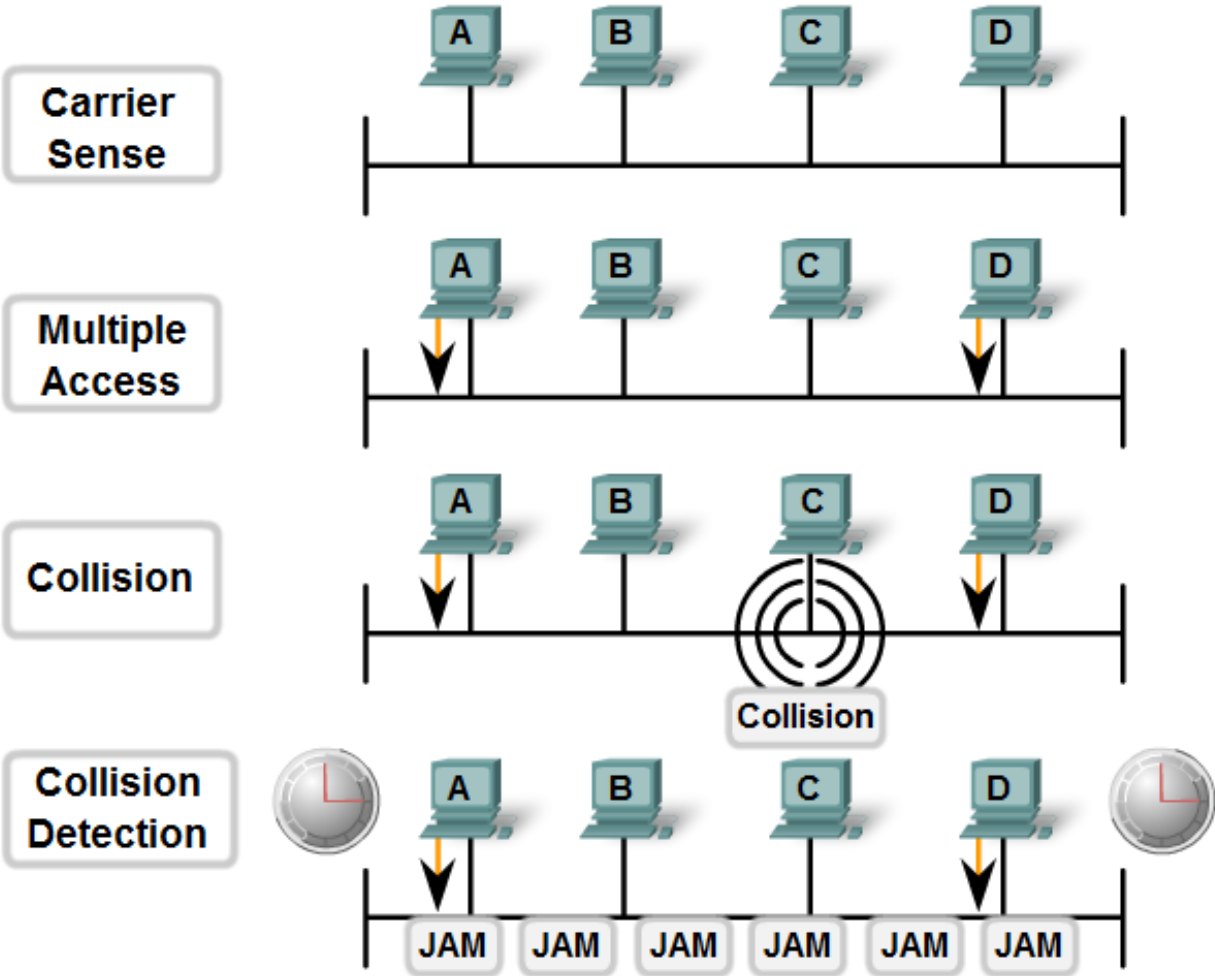 A B C D
Carrier
Sense
A B C D
Multiple
Access
A B C D
Collision
Collision
A B C D
Collision
Detection
JAM JAM JAM JAM JAM JAM